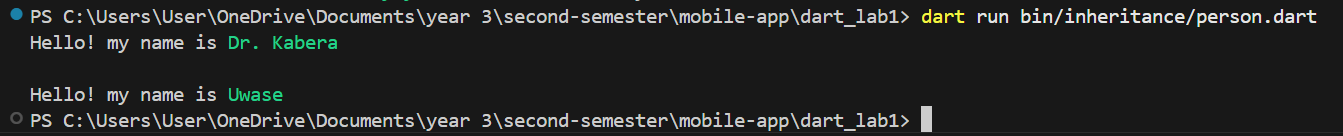 PS C:\Users\User\OneDrive\Documents\year 3\second-semester\mobile-app\dart_lab1> dart run bin/inheritance/person.dart
Hello! my name is Dr. Kabera
Hello! my name is Uwase
PS C:\Users\User\OneDrive\Documents\year 3\second-semester\mobile-app\dart_lab1>